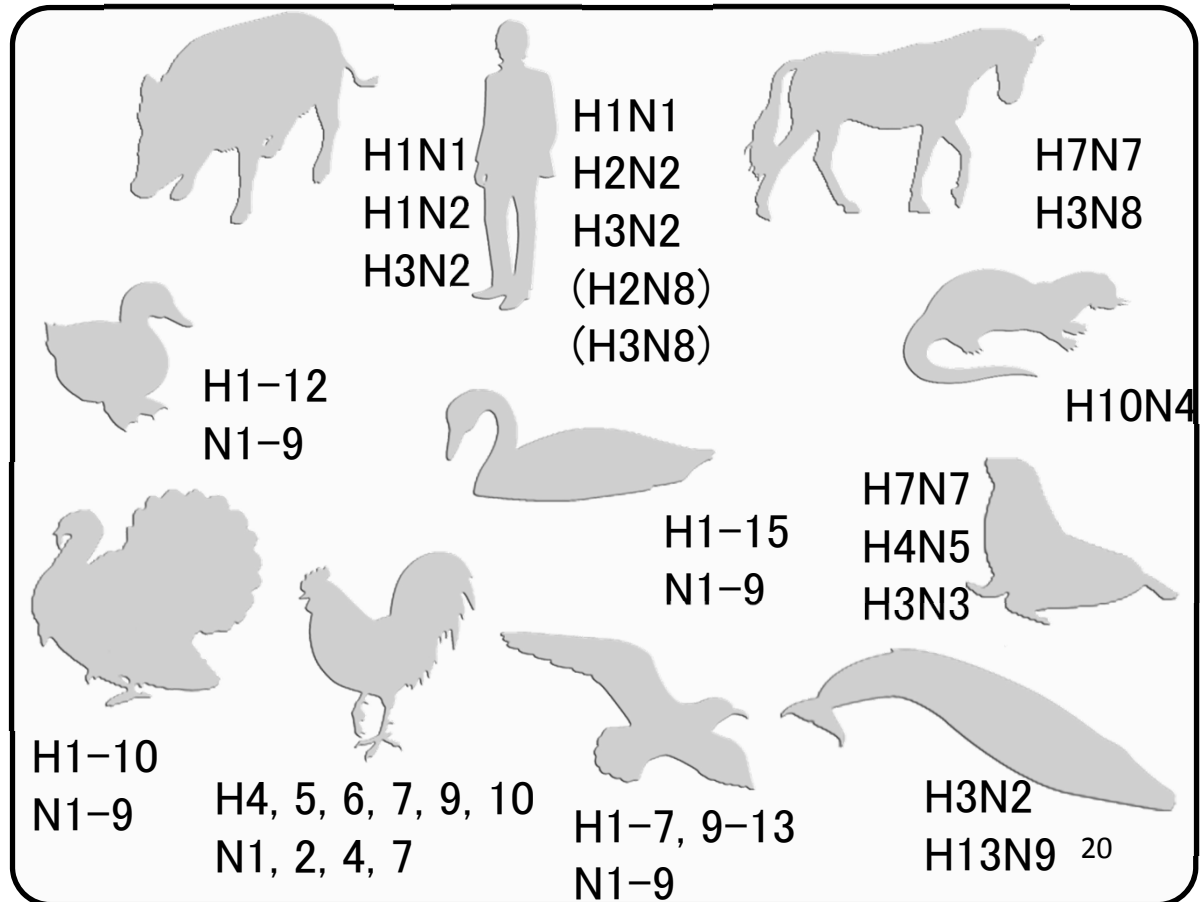 H1N1
H1N2
H3N2
H1N1
H2N2
H3N2
(H2N8)
(H3N8)
H7N7
H3N8
H1−12
N1−9
H10N4
H1−15
N1−9
H7N7
H4N5
H3N3
H1−10
N1−9
H4, 5, 6, 7, 9, 10
N1, 2, 4, 7
H1−7, 9−13
N1−9
H3N2
H13N9
20